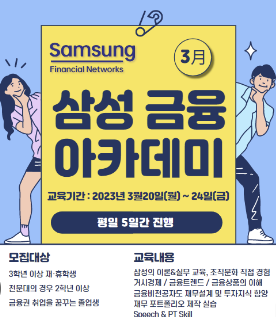 Samsung
Financial Networks
3月
삼성 금융
아카데미
교육기간 : 2023년 3월20일(월) ~ 24일(금)
평일 5일간 진행
모집대상
3학년 이상 재·휴학생
전문대의 경우 2학년 이상
금융권 취업을 꿈꾸는 졸업생
교육내용
삼성의 이론&실무 교육, 조직문화 직접 경험
거시경제 / 금융트렌드 / 금융상품의 이해
금융비전공자도 재무설계 및 투자지식 함양
재무 포트폴리오 제작 실습
Speech & PT Skill